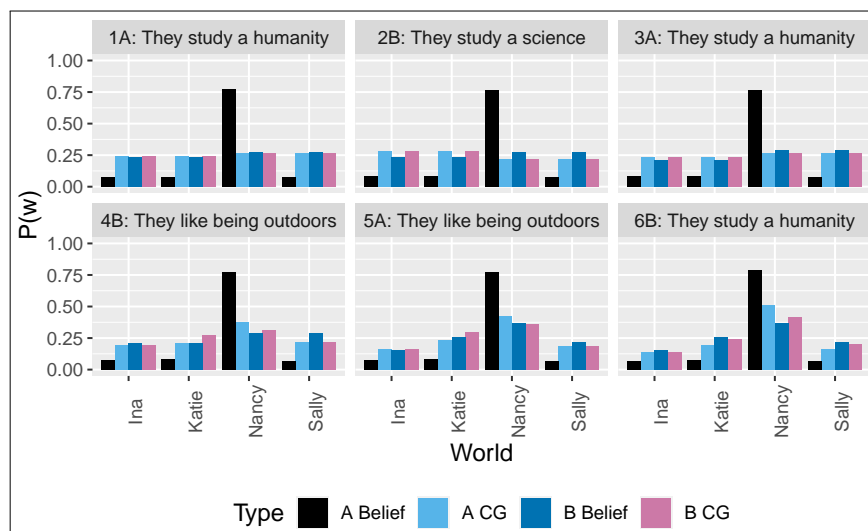 1A: They study a humanity
2B: They study a science
3A: They study a humanity
1.00
0.75
0.50
0.25
0.00
4B: They like being outdoors
5A: They like being outdoors
6B: They study a humanity
1.00
0.75
0.50
0.25
0.00
P(w)
Ina Katie Nancy Sally
Ina Katie Nancy Sally
Ina Katie Nancy Sally
World
Type A Belief A CG B Belief B CG